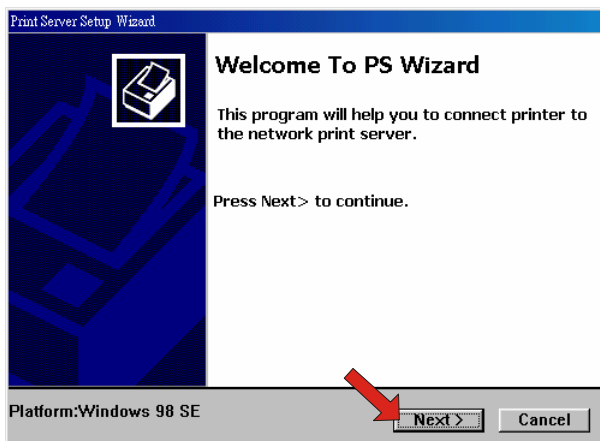 Print Server Setup Wizard
Welcome To PS Wizard
This program will help you to connect printer to
the network print server.
Press Next> to continue.
Platform:Windows 98 SE
Next >
Cancel